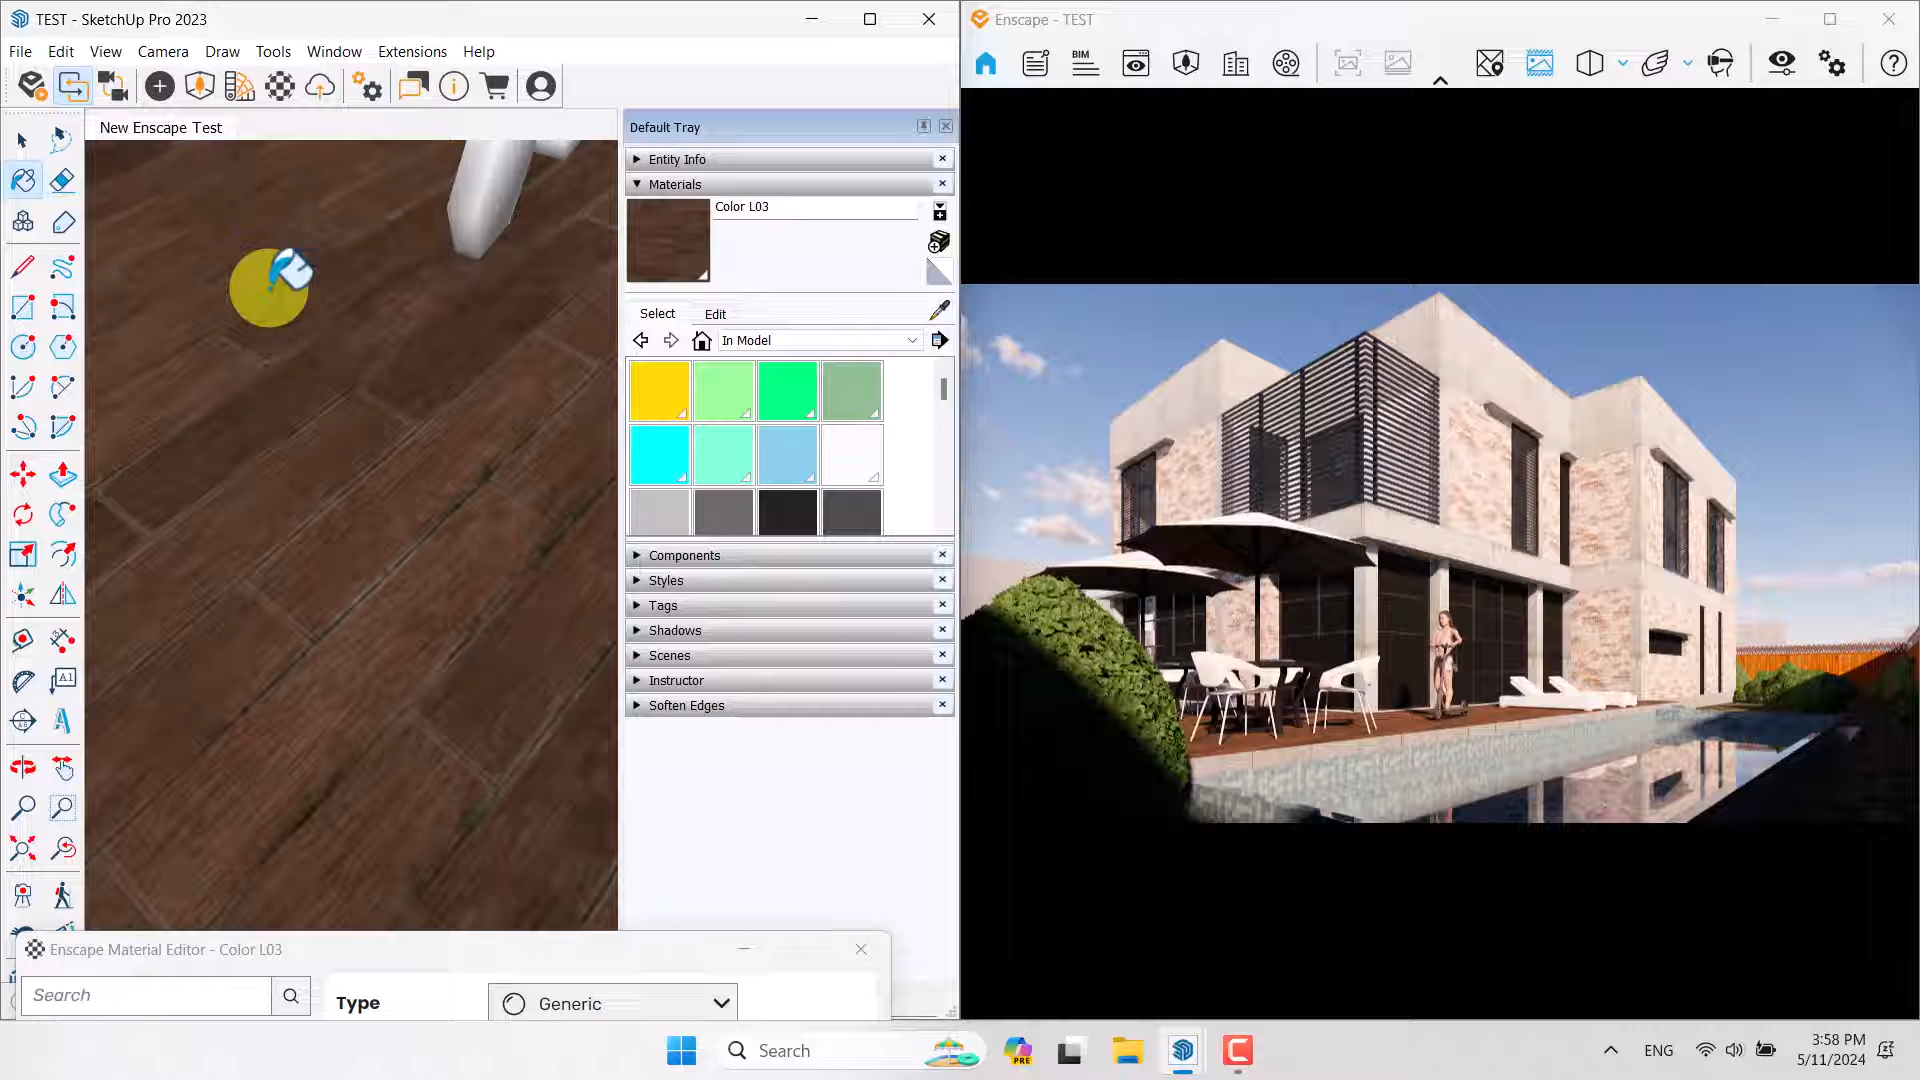 TEST - SketchUp Pro 2023
File Edit View Camera Draw Tools Window Extensions Help
New Enscape Test
Default Tray
Entity Info
Materials
Color L03
Select Edit
In Model
Components
Styles
Tags
Shadows
Scenes
Instructor
Soften Edges
Enscape Material Editor - Color L03
Search
Type Generic
Enscape - TEST
BIM
A1
Search
PRE
ENG
3:58 PM
5/11/2024